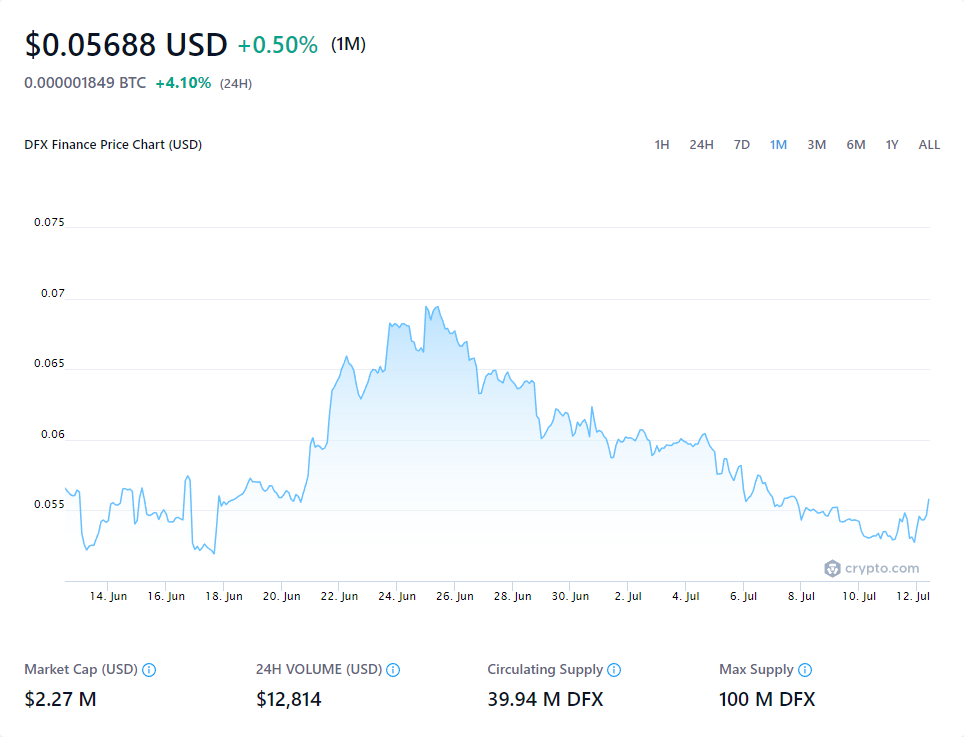 $0.05688 USD +0.50% (1M)
0.000001849 BTC +4.10% (24H)
DFX Finance Price Chart (USD) 1H 24H 7D 1M 3M 6M 1Y ALL
0.075
0.07
0.065
0.06
0.055
crypto.com
14. Jun 16. Jun 18. Jun 20. Jun 22. Jun 24. Jun 26. Jun 28. Jun 30. Jun 2. Jul 4. Jul 6. Jul 8. Jul 10. Jul 12. Jul
Market Cap (USD) 24H VOLUME (USD) Circulating Supply Max Supply
$2.27 M $12,814 39.94 M DFX 100 M DFX